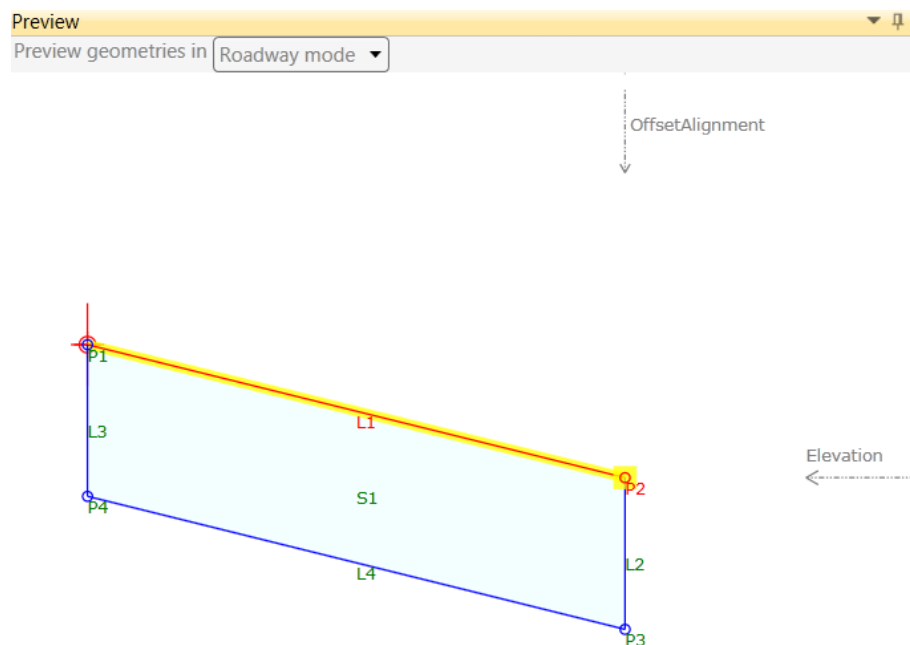 Preview
Preview geometries in Roadway mode
OffsetAlignment
P1
L3
L1
Elevation
P2
S1
P4
L2
L4
P3